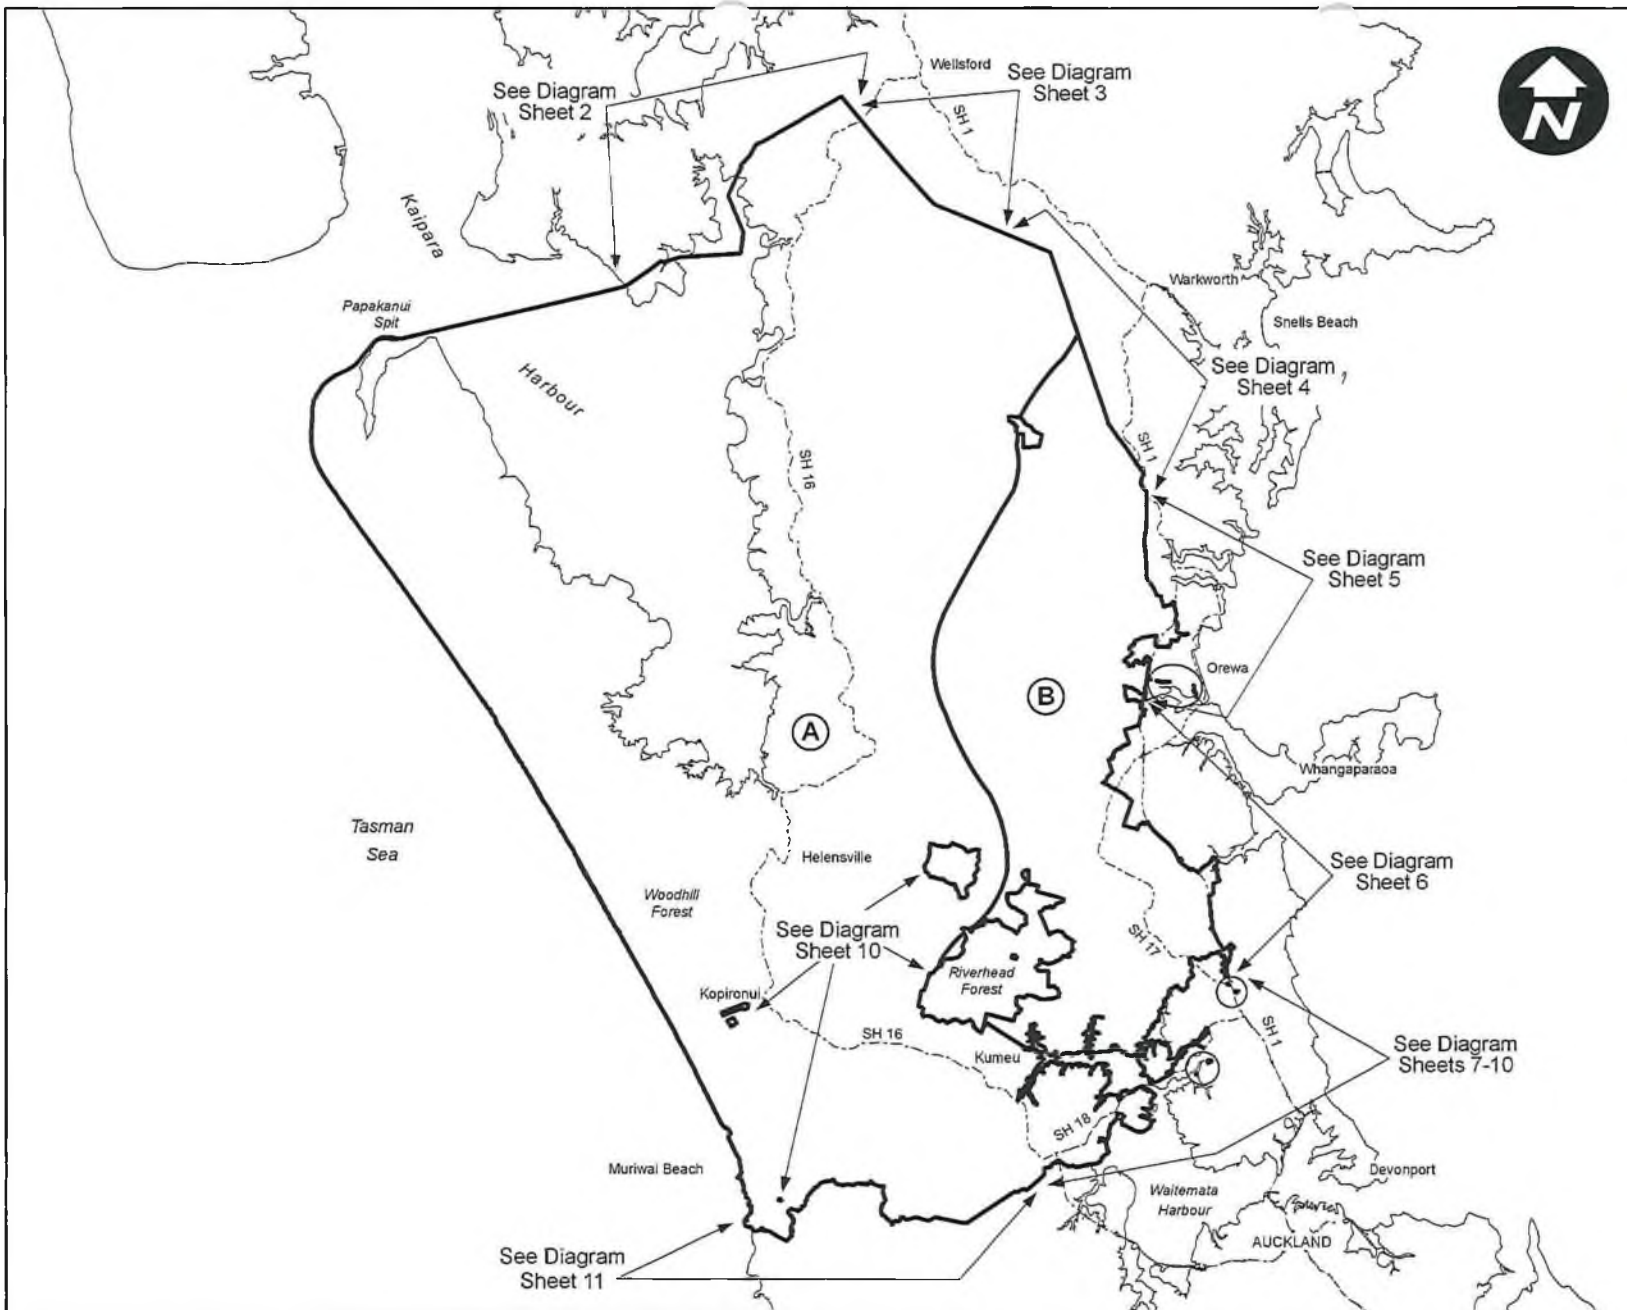 Wellsford
See Diagram
Sheet 3
See Diagram
Sheet 2
SH 1
N
Kaipara
Warkworth
Papakanui
Spit
Snells Beach
See Diagram
Sheet 4
Harbour
SH 1
SH 16
See Diagram
Sheet 5
Orewa
B
A
Whangaparaoa
Tasman
Sea
Helensville
See Diagram
Sheet 6
Woodhill
Forest
See Diagram
Sheet 10
SH 17
Riverhead
Forest
Kopironui
SH 16
SH 1
Kumeu
See Diagram
Sheets 7-10
SH 18
Muriwai Beach
Devonport
Waitemata
Harbour
AUCKLAND
See Diagram
Sheet 11